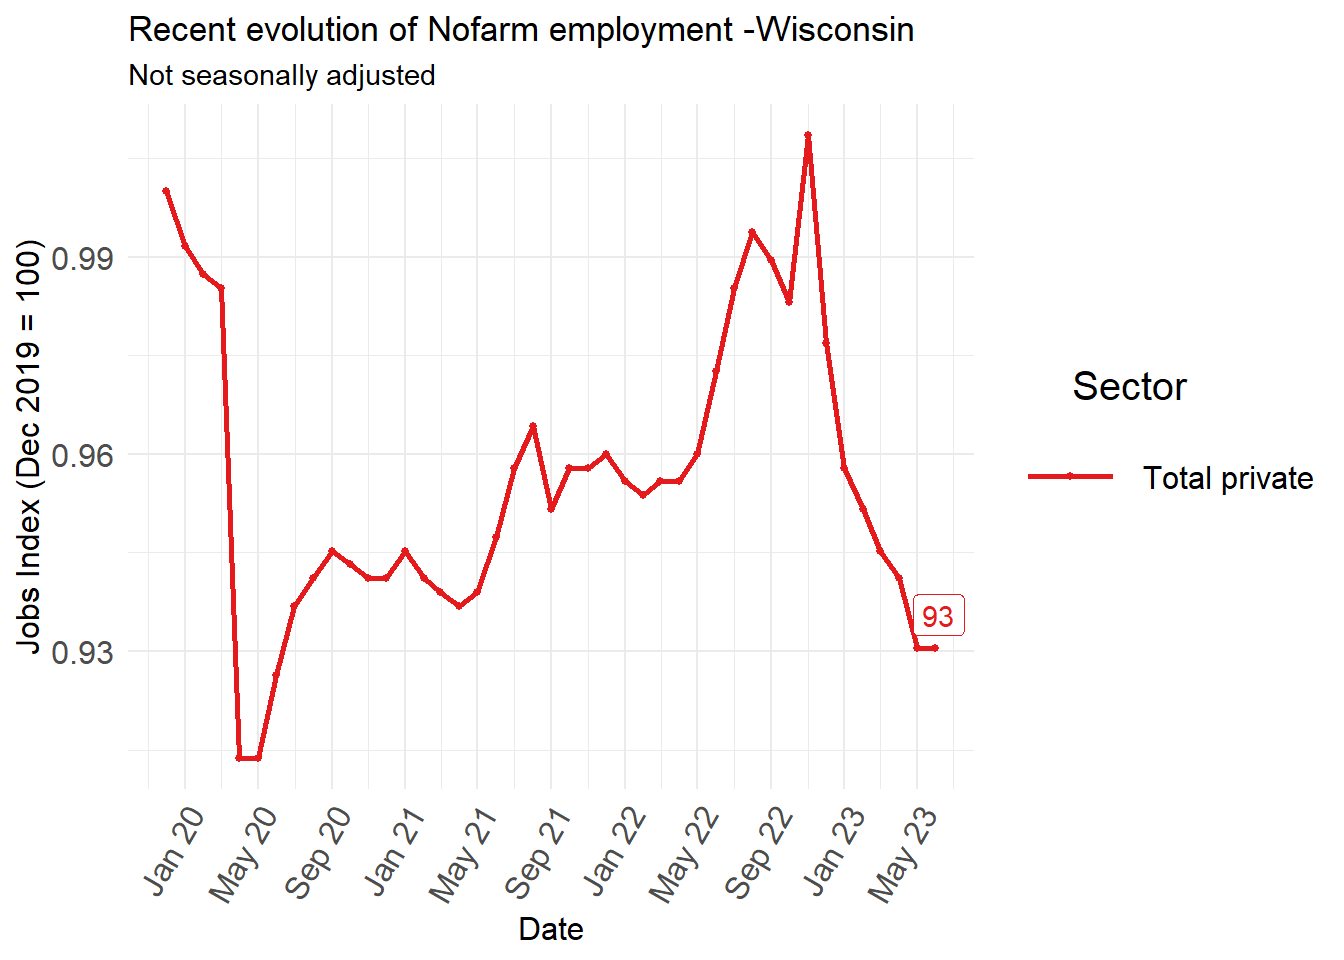 Recent evolution of Nofarm employment -Wisconsin
Not seasonally adjusted
Jobs Index (Dec 2019 = 100)
0.99
0.96
0.93
93
Jan 20
May 20
Sep 20
Jan 21
May 21
Sep 21
Jan 22
May 22
Sep 22
Jan 23
May 23
Date
Sector
Total private